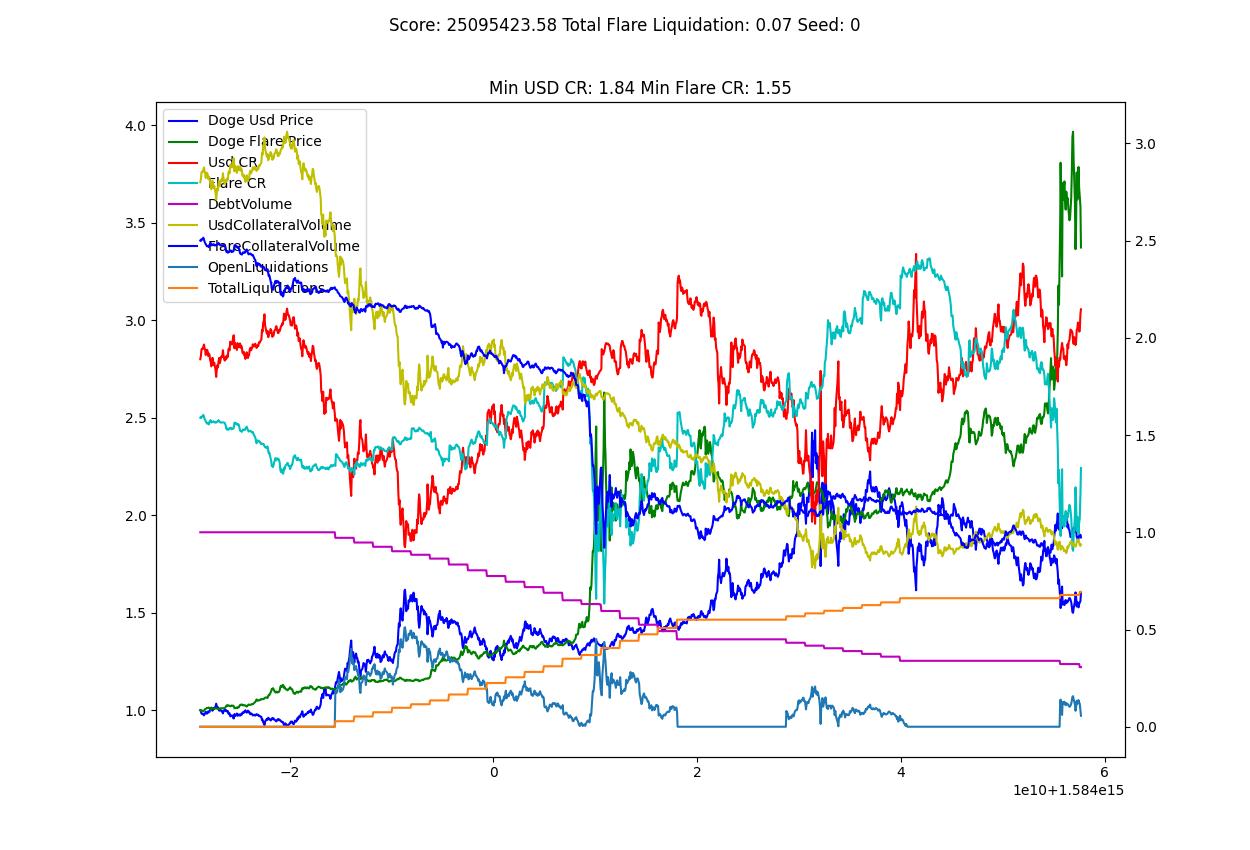 Score: 25095423.58 Total Flare Liquidation: 0.07 Seed: 0
Min USD CR: 1.84 Min Flare CR: 1.55
4.0
3.5
3.0
2.5
2.0
1.5
1.0
Doge Usd Price
Doge Flare Price
Usd CR
Flare CR
DebtVolume
UsdCollateralVolume
FlareCollateralVolume
OpenLiquidations
TotalLiquidations
3.0
2.5
2.0
1.5
1.0
0.5
0.0
−2
0
2
4
6
1e10+1.584e15